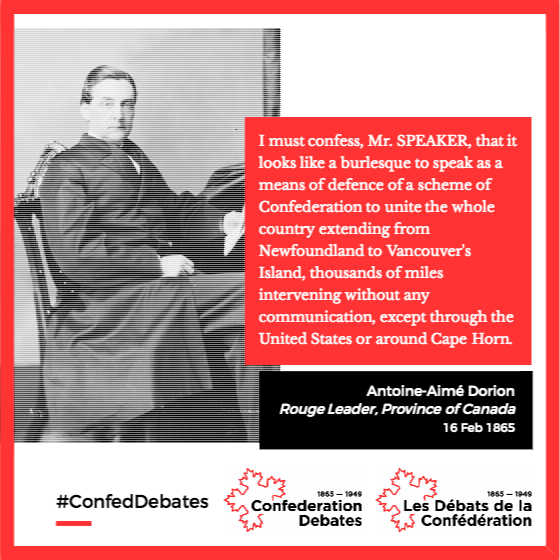 I must confess, Mr. SPEAKER, that it
looks like a burlesque to speak as a
means of defence of a scheme of
Confederation to unite the whole
country extending from
Newfoundland to Vancouver's
Island, thousands of miles
intervening without any
communication, except through the
United States or around Cape Horn.
Antoine-Aimé Dorion
Rouge Leader, Province of Canada
16 Feb 1865
#ConfedDebates
1865 — 1949
Confederation
Debates
1865 — 1949
Les Débats de la
Confédération